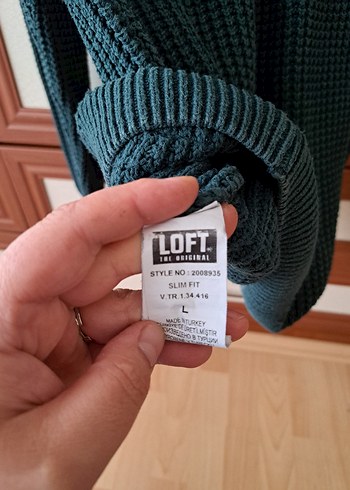 LOFT.
THE ORIGINAL
STYLE NO : 2008935
SLIM FIT
V.TR.1.34.416
L
MADE IN TURKEY